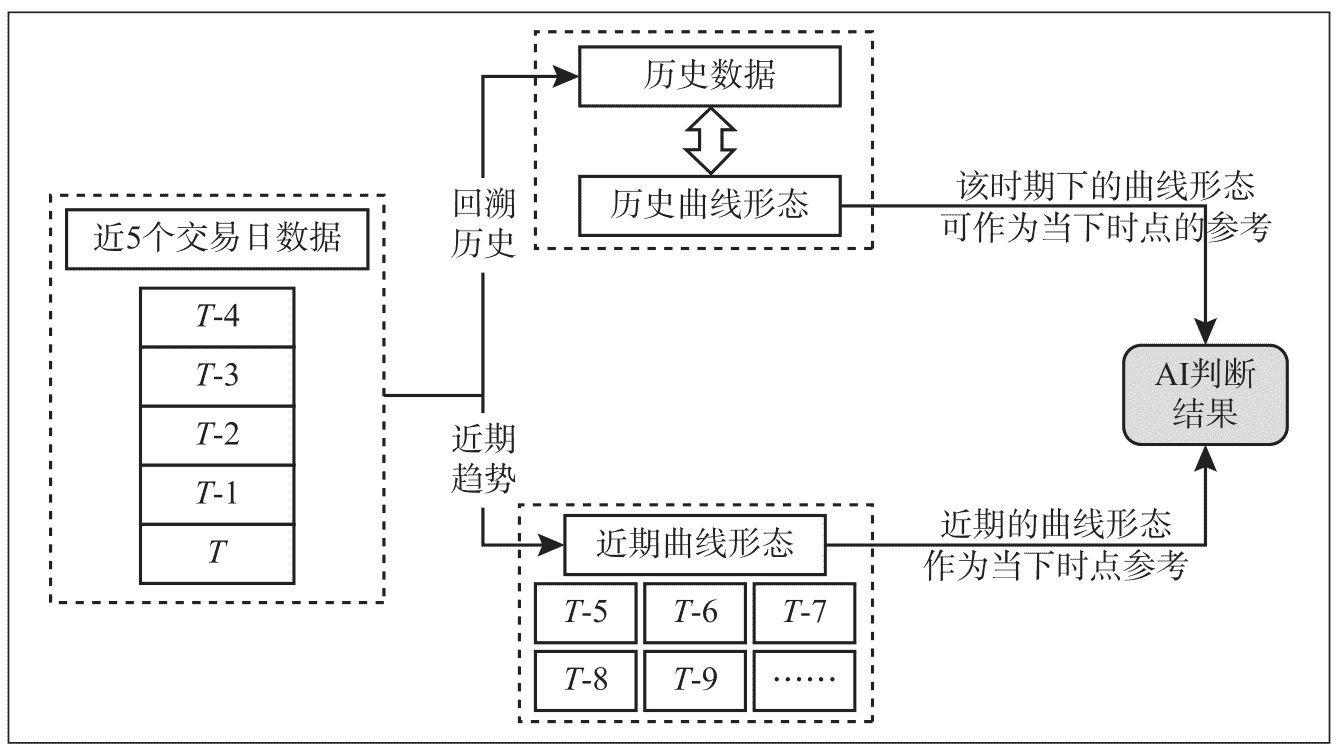 近5个交易日数据
T-4
T-3
T-2
T-1
T
回溯
历史
近期
趋势
历史数据
历史曲线形态
该时期下的曲线形态
可作为当下时点的参考
近期曲线形态
T-5
T-6
T-7
T-8
T-9
……
近期的曲线形态
作为当下时点参考
AI判断
结果